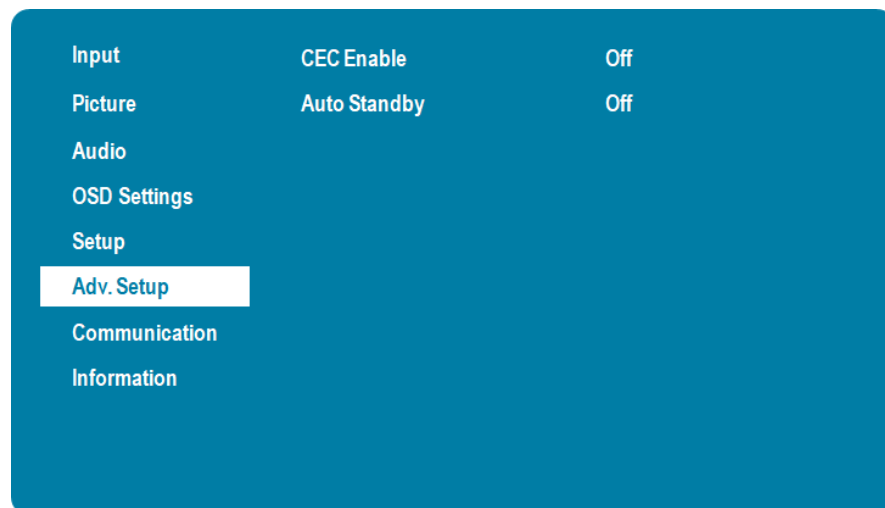 Input
CEC Enable Off
Picture
Auto Standby Off
Audio
OSD Settings
Setup
Adv. Setup
Communication
Information